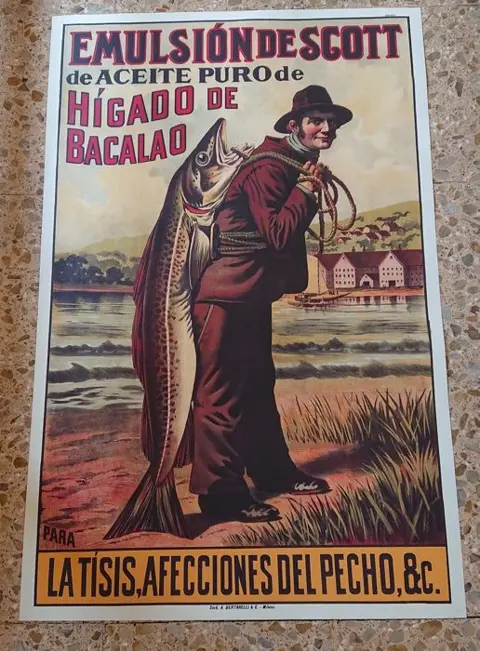 EMULSIÓN DE SCOTT
de ACEITE PURO de
HÍGADO DE
BACALAO
PARA
LA TÍSIS, AFECCIONES DEL PECHO, &c.